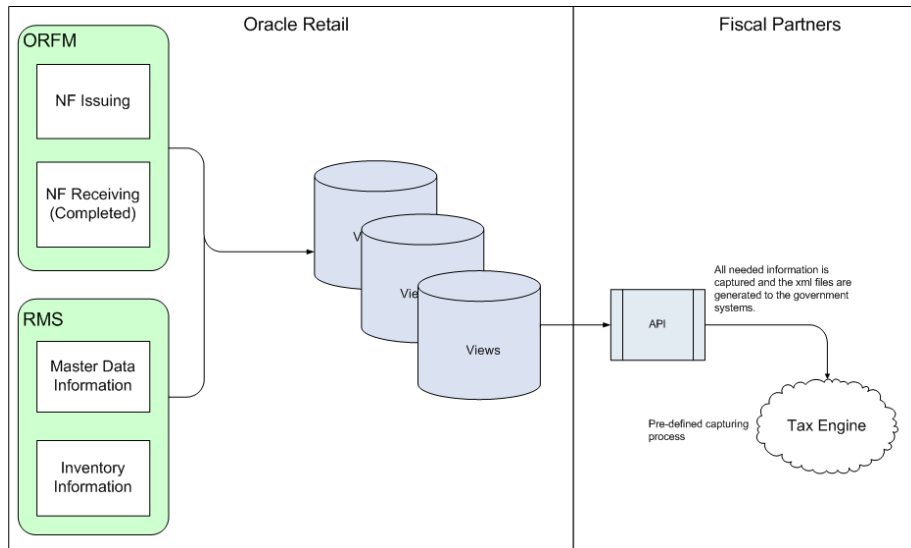 Oracle Retail
Fiscal Partners
ORFM
NF Issuing
NF Receiving
(Completed)
RMS
Master Data
Information
Inventory
Information
Views
API
All needed information is
captured and the xml files are
generated to the government
systems.
Pre-defined capturing
process
Tax Engine